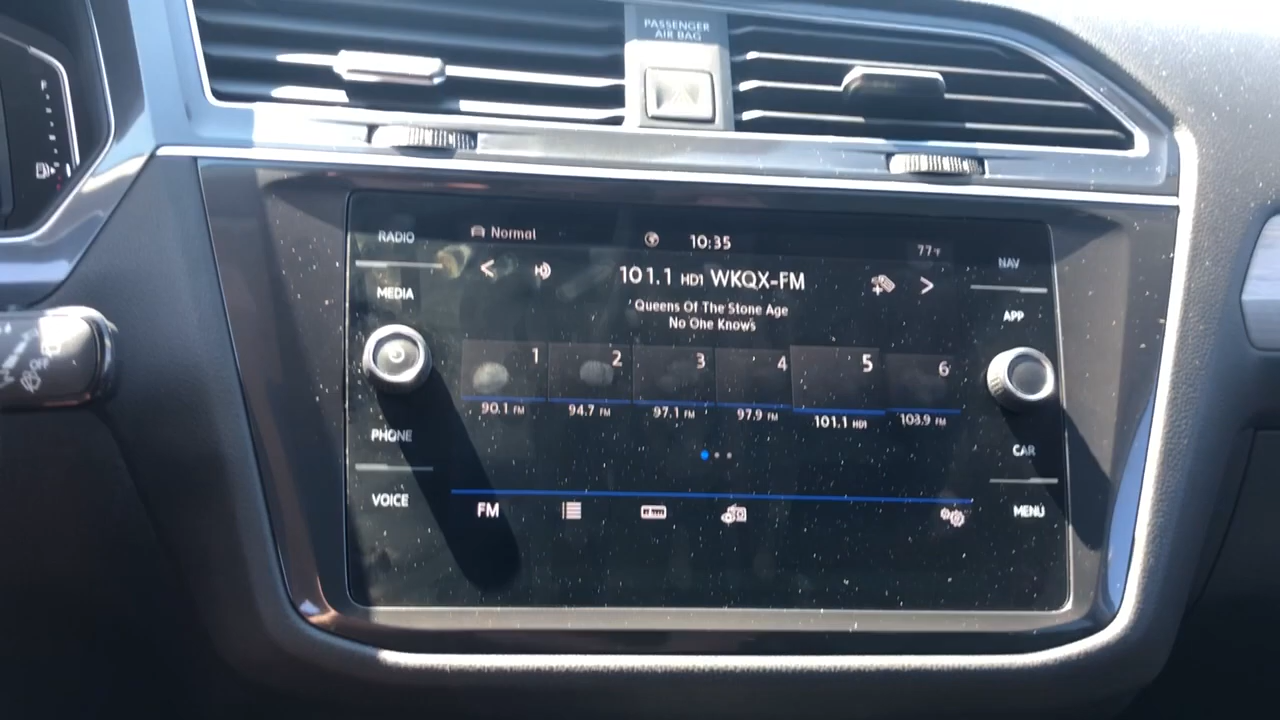 PASSENGER
AIR BAG
F
RADIO
MEDIA
PHONE
VOICE
Normal
10:35
77°F
101.1 HD1 WKQX-FM
Queens Of The Stone Age
No One Knows
1
2
3
4
5
6
90.1 FM
94.7 FM
97.1 FM
97.9 FM
101.1 HD1
103.9 FM
FM
NAV
APP
CAR
MENU